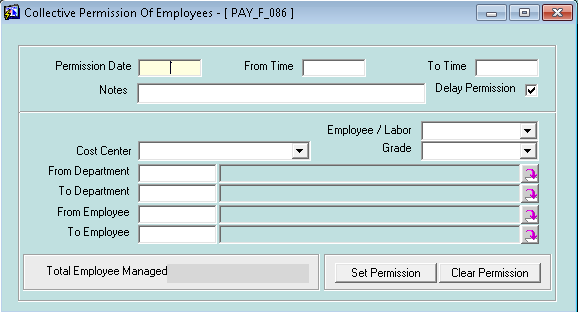 Collective Permission Of Employees - [ PAY_F_086 ]
Permission Date From Time To Time
Notes Delay Permission
Employee / Labor
Cost Center Grade
From Department
To Department
From Employee
To Employee
Total Employee Managed Set Permission Clear Permission